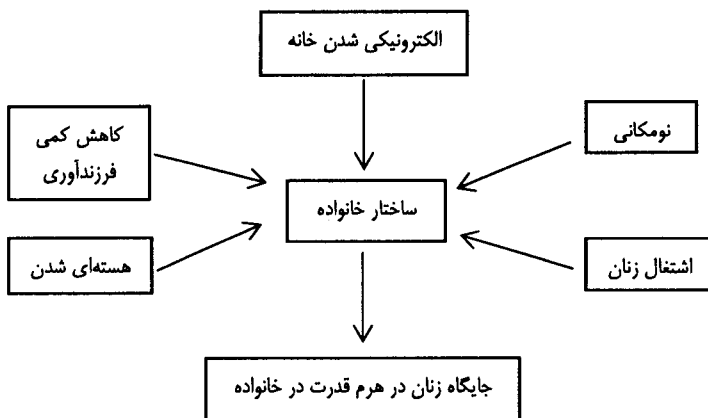 الکترونیکی شدن خانه
نومکانی
کاهش کمی
فرزندآوری
ساختار خانواده
اشتغال زنان
هسته‌ای شدن
جایگاه زنان در هرم قدرت در خانواده